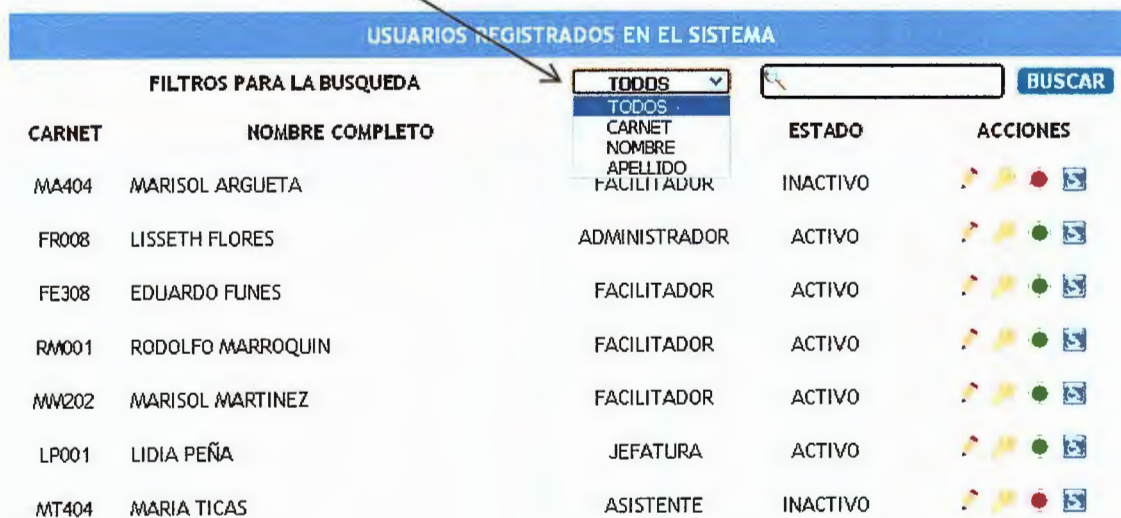 USUARIOS REGISTRADOS EN EL SISTEMA
FILTROS PARA LA BUSQUEDA TODOS BUSCAR
TODOS
CARNET
NOMBRE
APELLIDO
CARNET NOMBRE COMPLETO ESTADO ACCIONES
MA404 MARISOL ARGUETA FACILITADOR INACTIVO
FR008 LISSETH FLORES ADMINISTRADOR ACTIVO
FE308 EDUARDO FUNES FACILITADOR ACTIVO
RM001 RODOLFO MARROQUIN FACILITADOR ACTIVO
MM202 MARISOL MARTINEZ FACILITADOR ACTIVO
LP001 LIDIA PEÑA JEFATURA ACTIVO
MT404 MARIA TICAS ASISTENTE INACTIVO